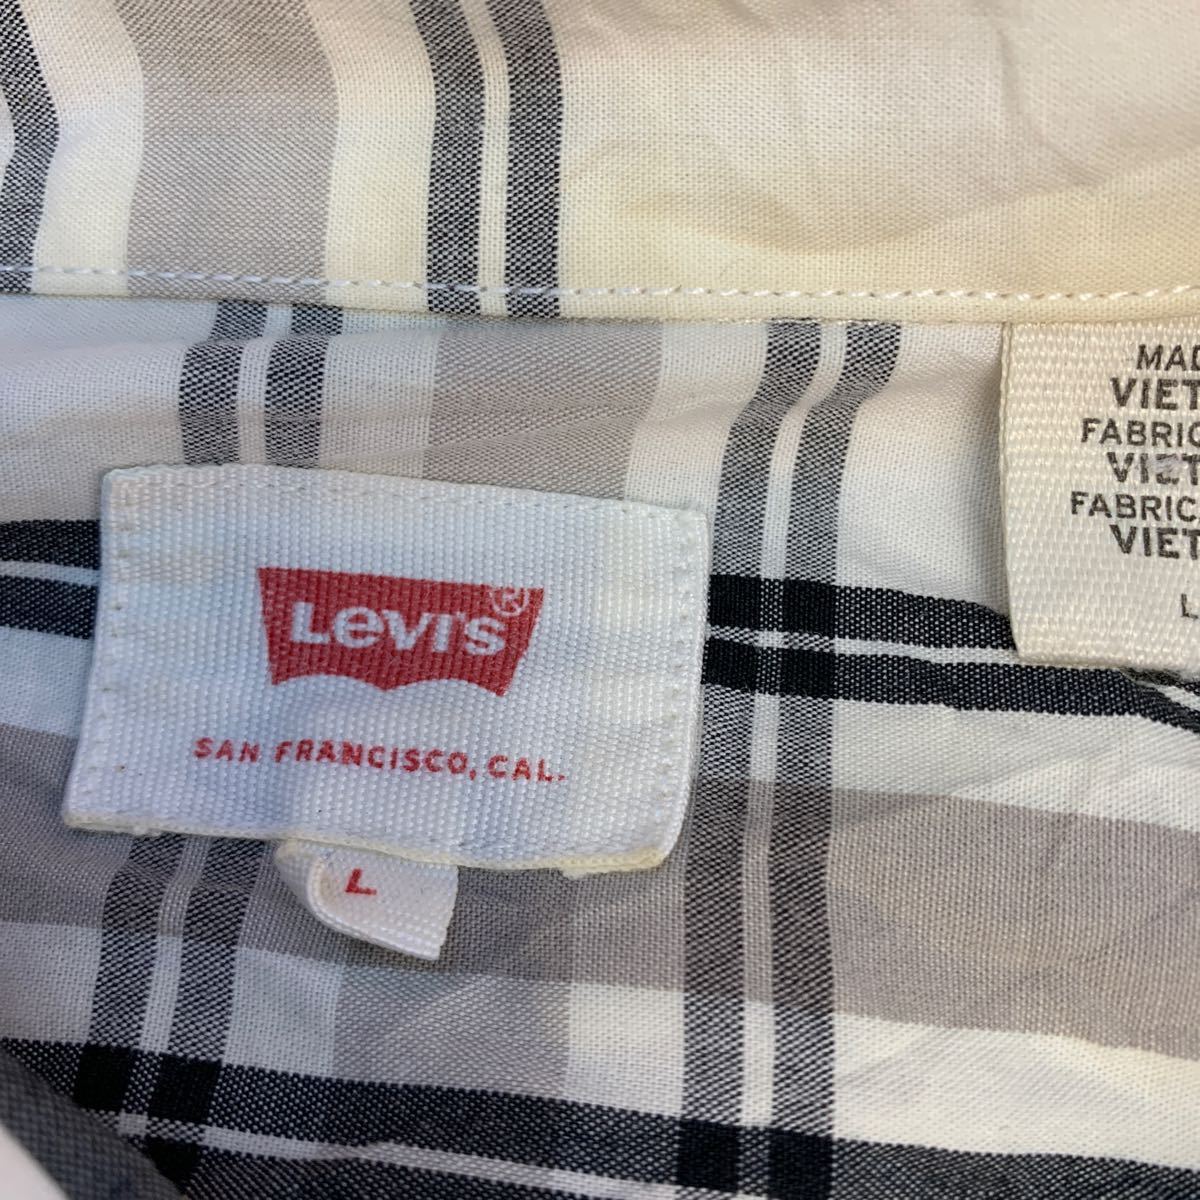 Levi's®
SAN FRANCISCO, CAL.
L
MAD
VIET
FABRIC
VIET
FABRIC
VIET
L